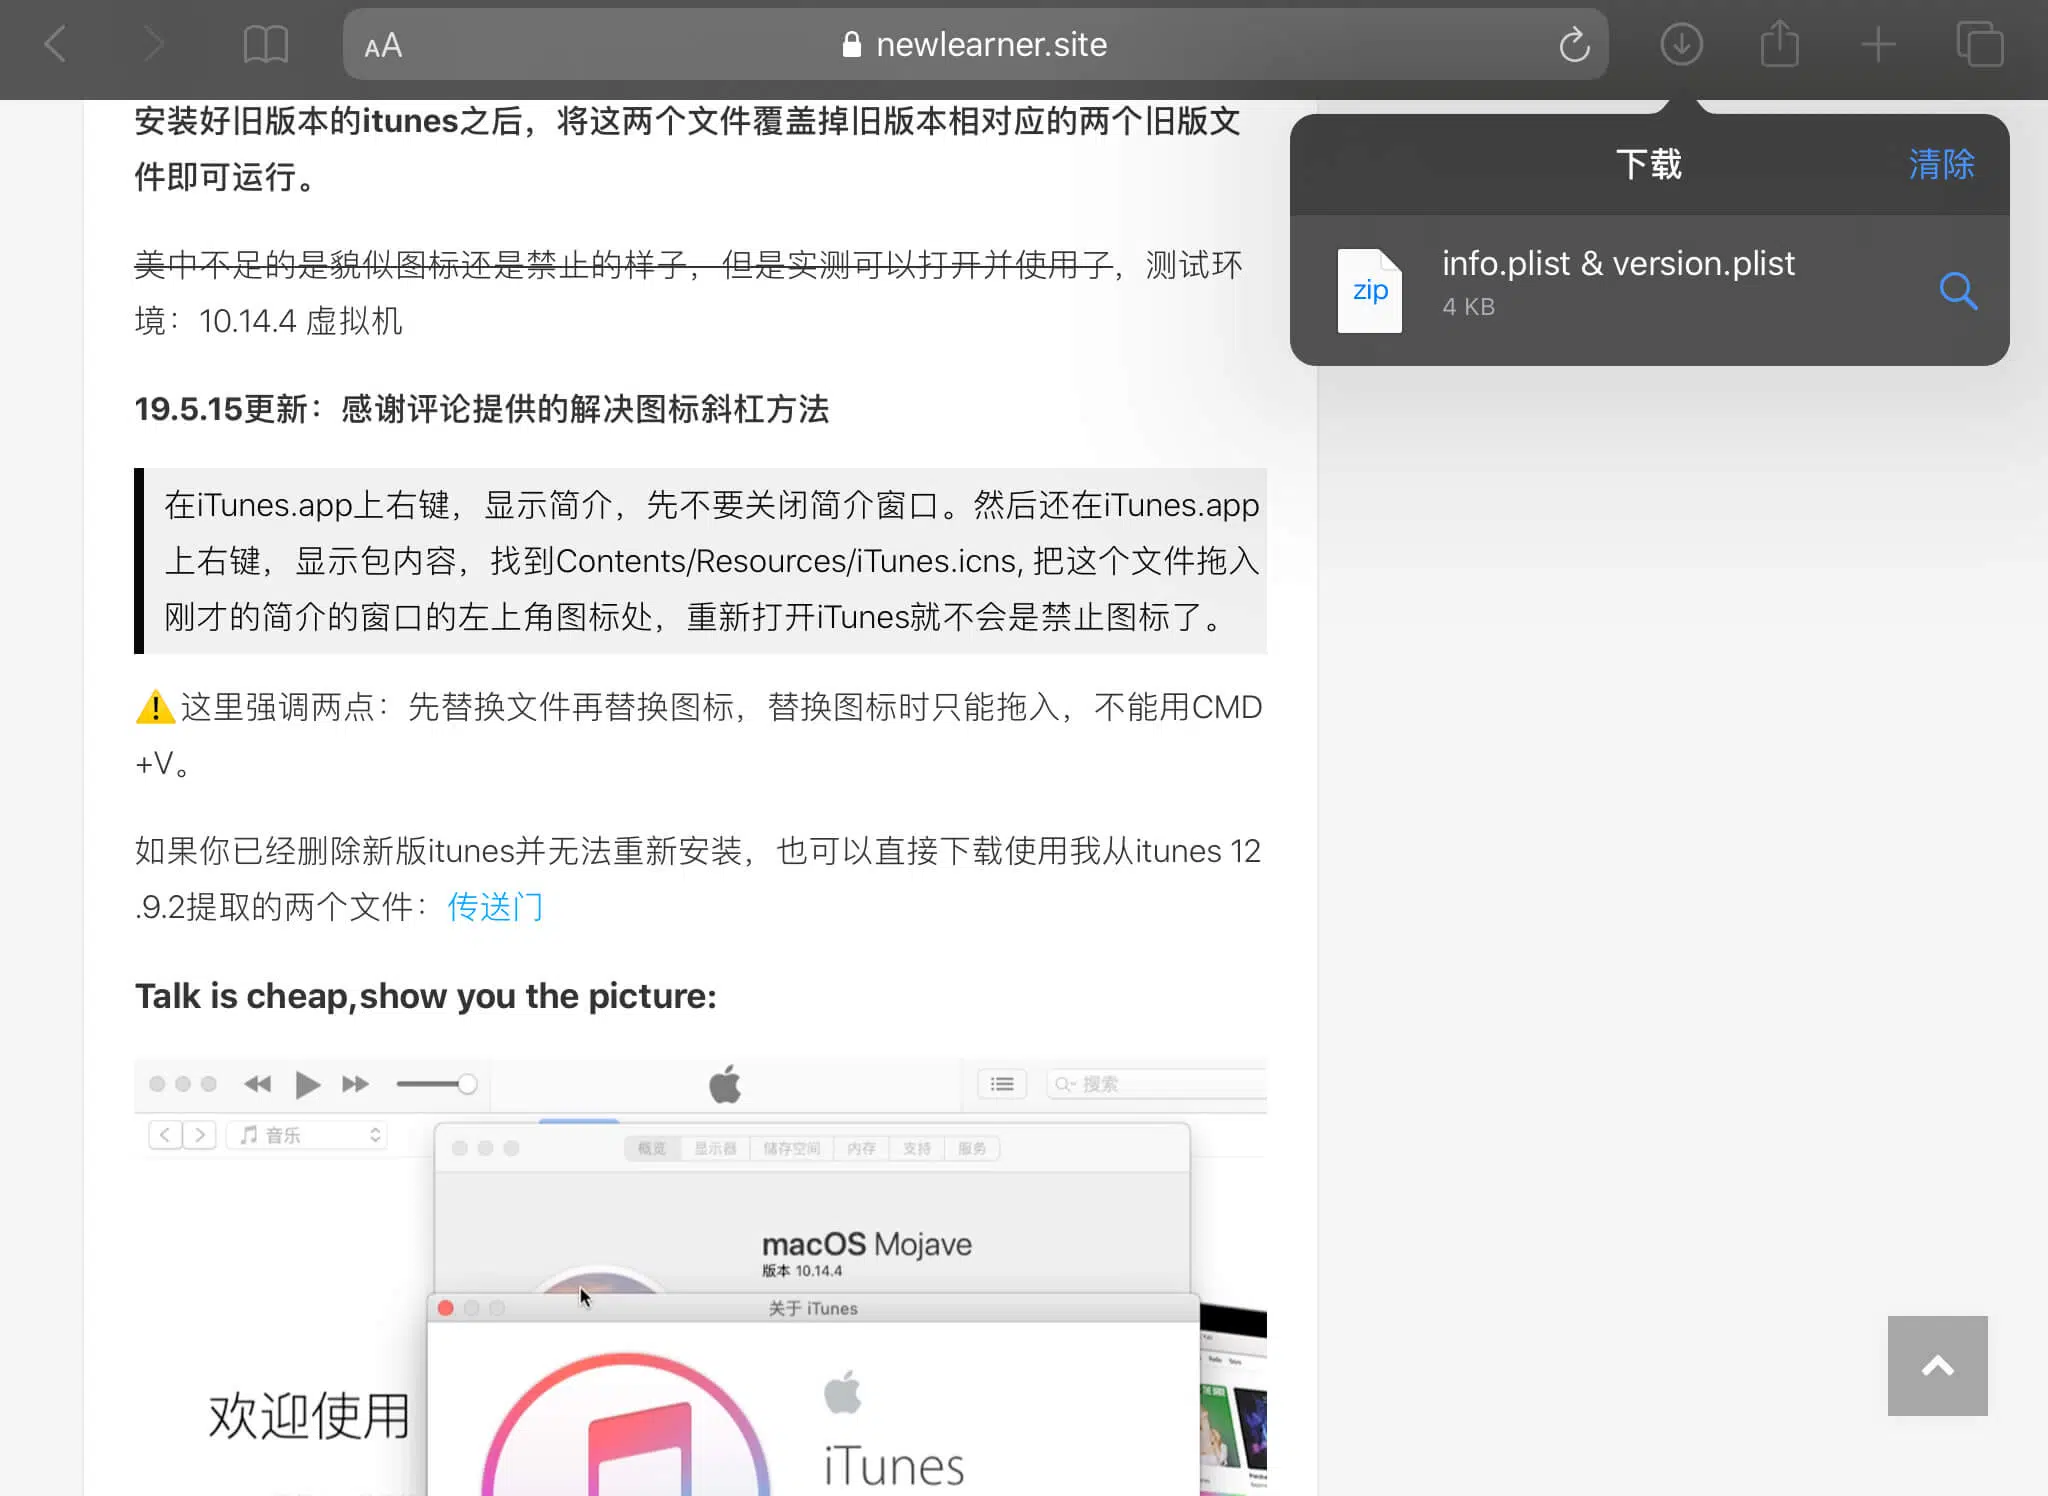 AA
newlearner.site
安装好旧版本的itunes之后，将这两个文件覆盖掉旧版本相对应的两个旧版文
件即可运行。
美中不足的是貌似图标还是禁止的样子，但是实测可以打开并使用了，测试环
境：10.14.4 虚拟机
19.5.15更新：感谢评论提供的解决图标斜杠方法
在iTunes.app上右键，显示简介，先不要关闭简介窗口。然后还在iTunes.app
上右键，显示包内容，找到Contents/Resources/iTunes.icns, 把这个文件拖入
刚才的简介的窗口的左上角图标处，重新打开iTunes就不会是禁止图标了。
⚠️这里强调两点：先替换文件再替换图标，替换图标时只能拖入，不能用CMD
+V。
如果你已经删除新版itunes并无法重新安装，也可以直接下载使用我从itunes 12
.9.2提取的两个文件：传送门
Talk is cheap,show you the picture:
搜索
音乐
概览 显示器 储存空间 内存 支持 服务
macOS Mojave
版本 10.14.4
关于 iTunes
欢迎使用
iTunes
下载
清除
zip
info.plist & version.plist
4 KB